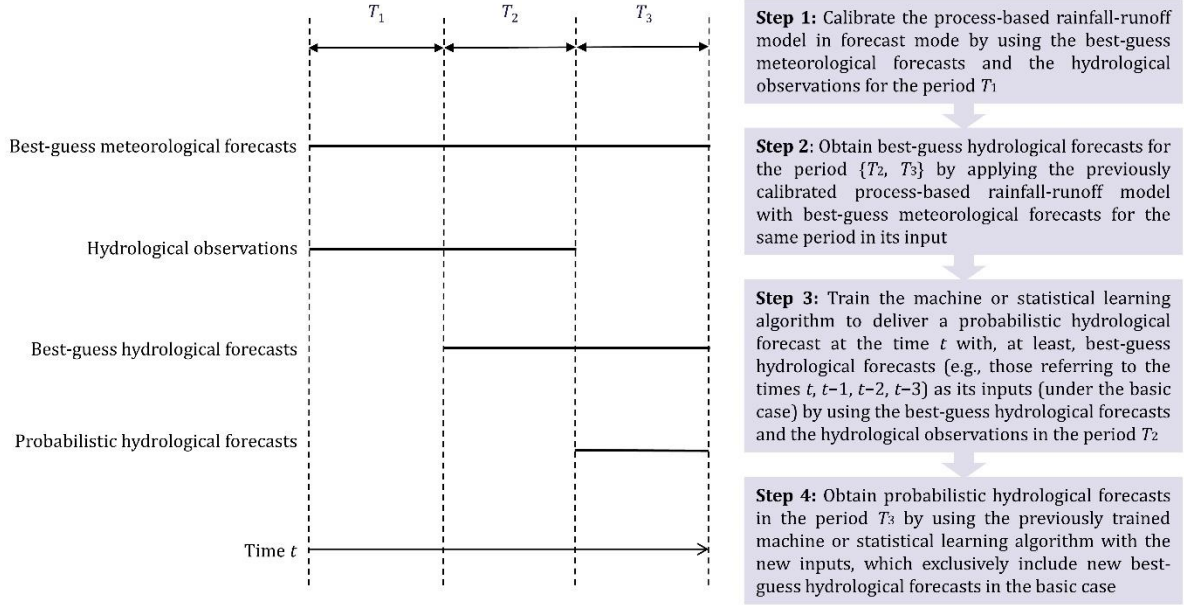 T₁
T₂
T₃
Best-guess meteorological forecasts
Hydrological observations
Best-guess hydrological forecasts
Probabilistic hydrological forecasts
Time t
Step 1: Calibrate the process-based rainfall-runoff
model in forecast mode by using the best-guess
meteorological forecasts and the hydrological
observations for the period T₁
Step 2: Obtain best-guess hydrological forecasts for
the period {T₂, T₃} by applying the previously
calibrated process-based rainfall-runoff model
with best-guess meteorological forecasts for the
same period in its input
Step 3: Train the machine or statistical learning
algorithm to deliver a probabilistic hydrological
forecast at the time t with, at least, best-guess
hydrological forecasts (e.g., those referring to the
times t, t−1, t−2, t−3) as its inputs (under the basic
case) by using the best-guess hydrological forecasts
and the hydrological observations in the period T₂
Step 4: Obtain probabilistic hydrological forecasts
in the period T₃ by using the previously trained
machine or statistical learning algorithm with the
new inputs, which exclusively include new best-
guess hydrological forecasts in the basic case